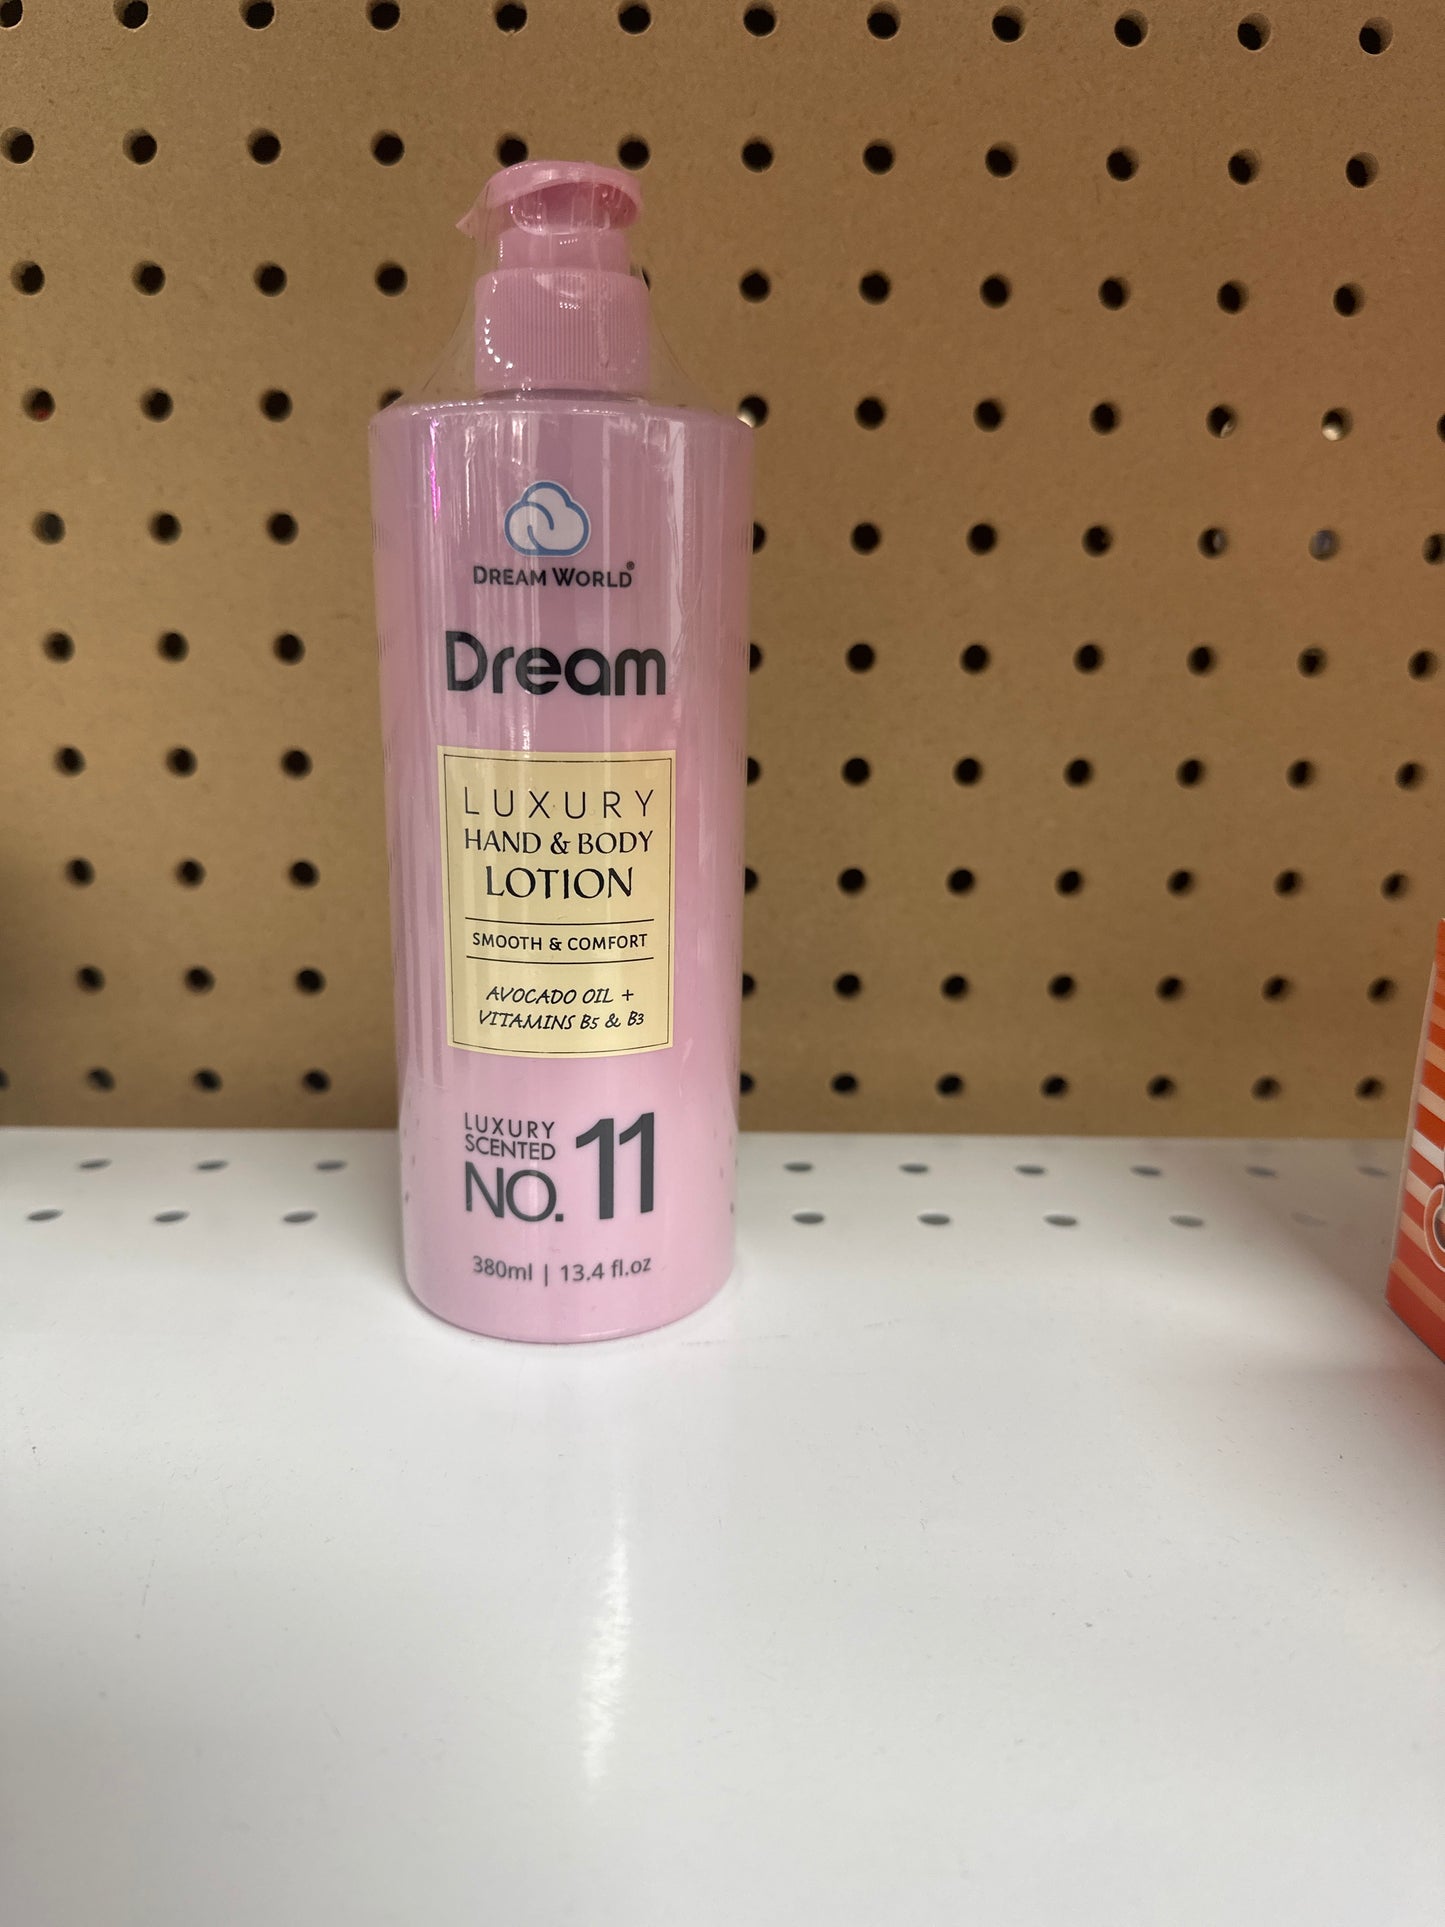 DREAM WORLD®
Dream
LUXURY
HAND & BODY
LOTION
SMOOTH & COMFORT
AVOCADO OIL +
VITAMINS B5 & B3
LUXURY
SCENTED
NO. 11
380ml | 13.4 fl.oz